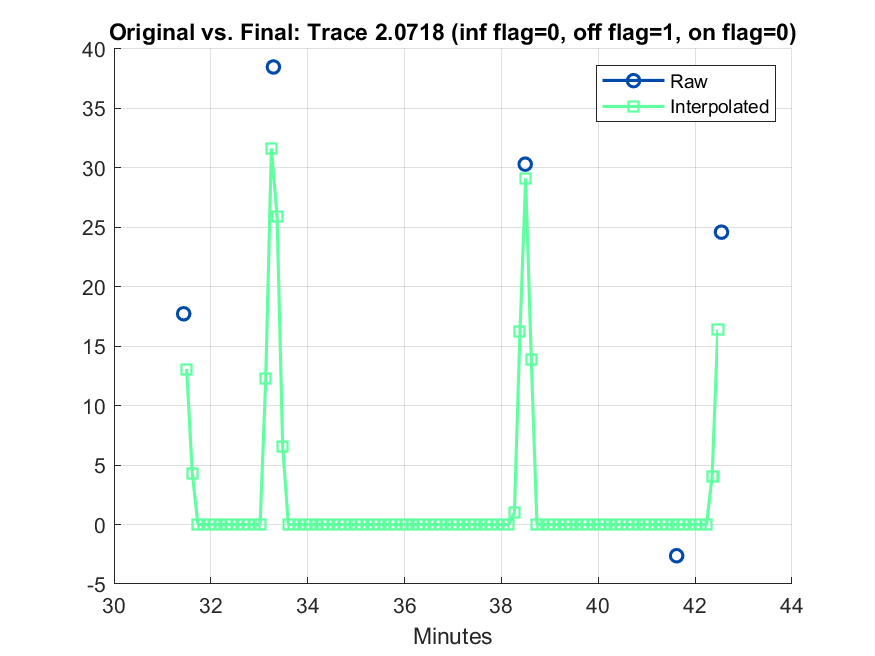 Original vs. Final: Trace 2.0718 (inf flag=0, off flag=1, on flag=0)
40
35
30
25
20
15
10
5
0
-5
Raw
Interpolated
30 32 34 36 38 40 42 44
Minutes